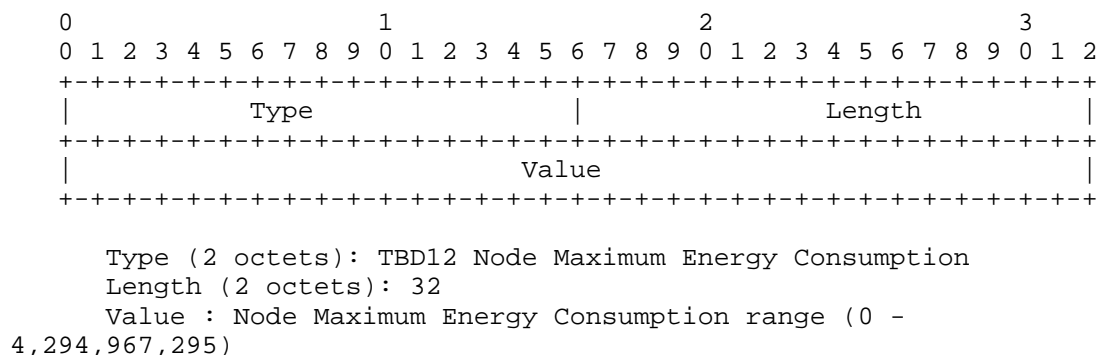 0                   1                   2                   3
 0 1 2 3 4 5 6 7 8 9 0 1 2 3 4 5 6 7 8 9 0 1 2 3 4 5 6 7 8 9 0 1 2
 +-+-+-+-+-+-+-+-+-+-+-+-+-+-+-+-+-+-+-+-+-+-+-+-+-+-+-+-+-+-+-+-+
 |           Type                |               Length          |
 +-+-+-+-+-+-+-+-+-+-+-+-+-+-+-+-+-+-+-+-+-+-+-+-+-+-+-+-+-+-+-+-+
 |                            Value                              |
 +-+-+-+-+-+-+-+-+-+-+-+-+-+-+-+-+-+-+-+-+-+-+-+-+-+-+-+-+-+-+-+-+
Type (2 octets): TBD12 Node Maximum Energy Consumption
Length (2 octets): 32
Value : Node Maximum Energy Consumption range (0 -
4,294,967,295)